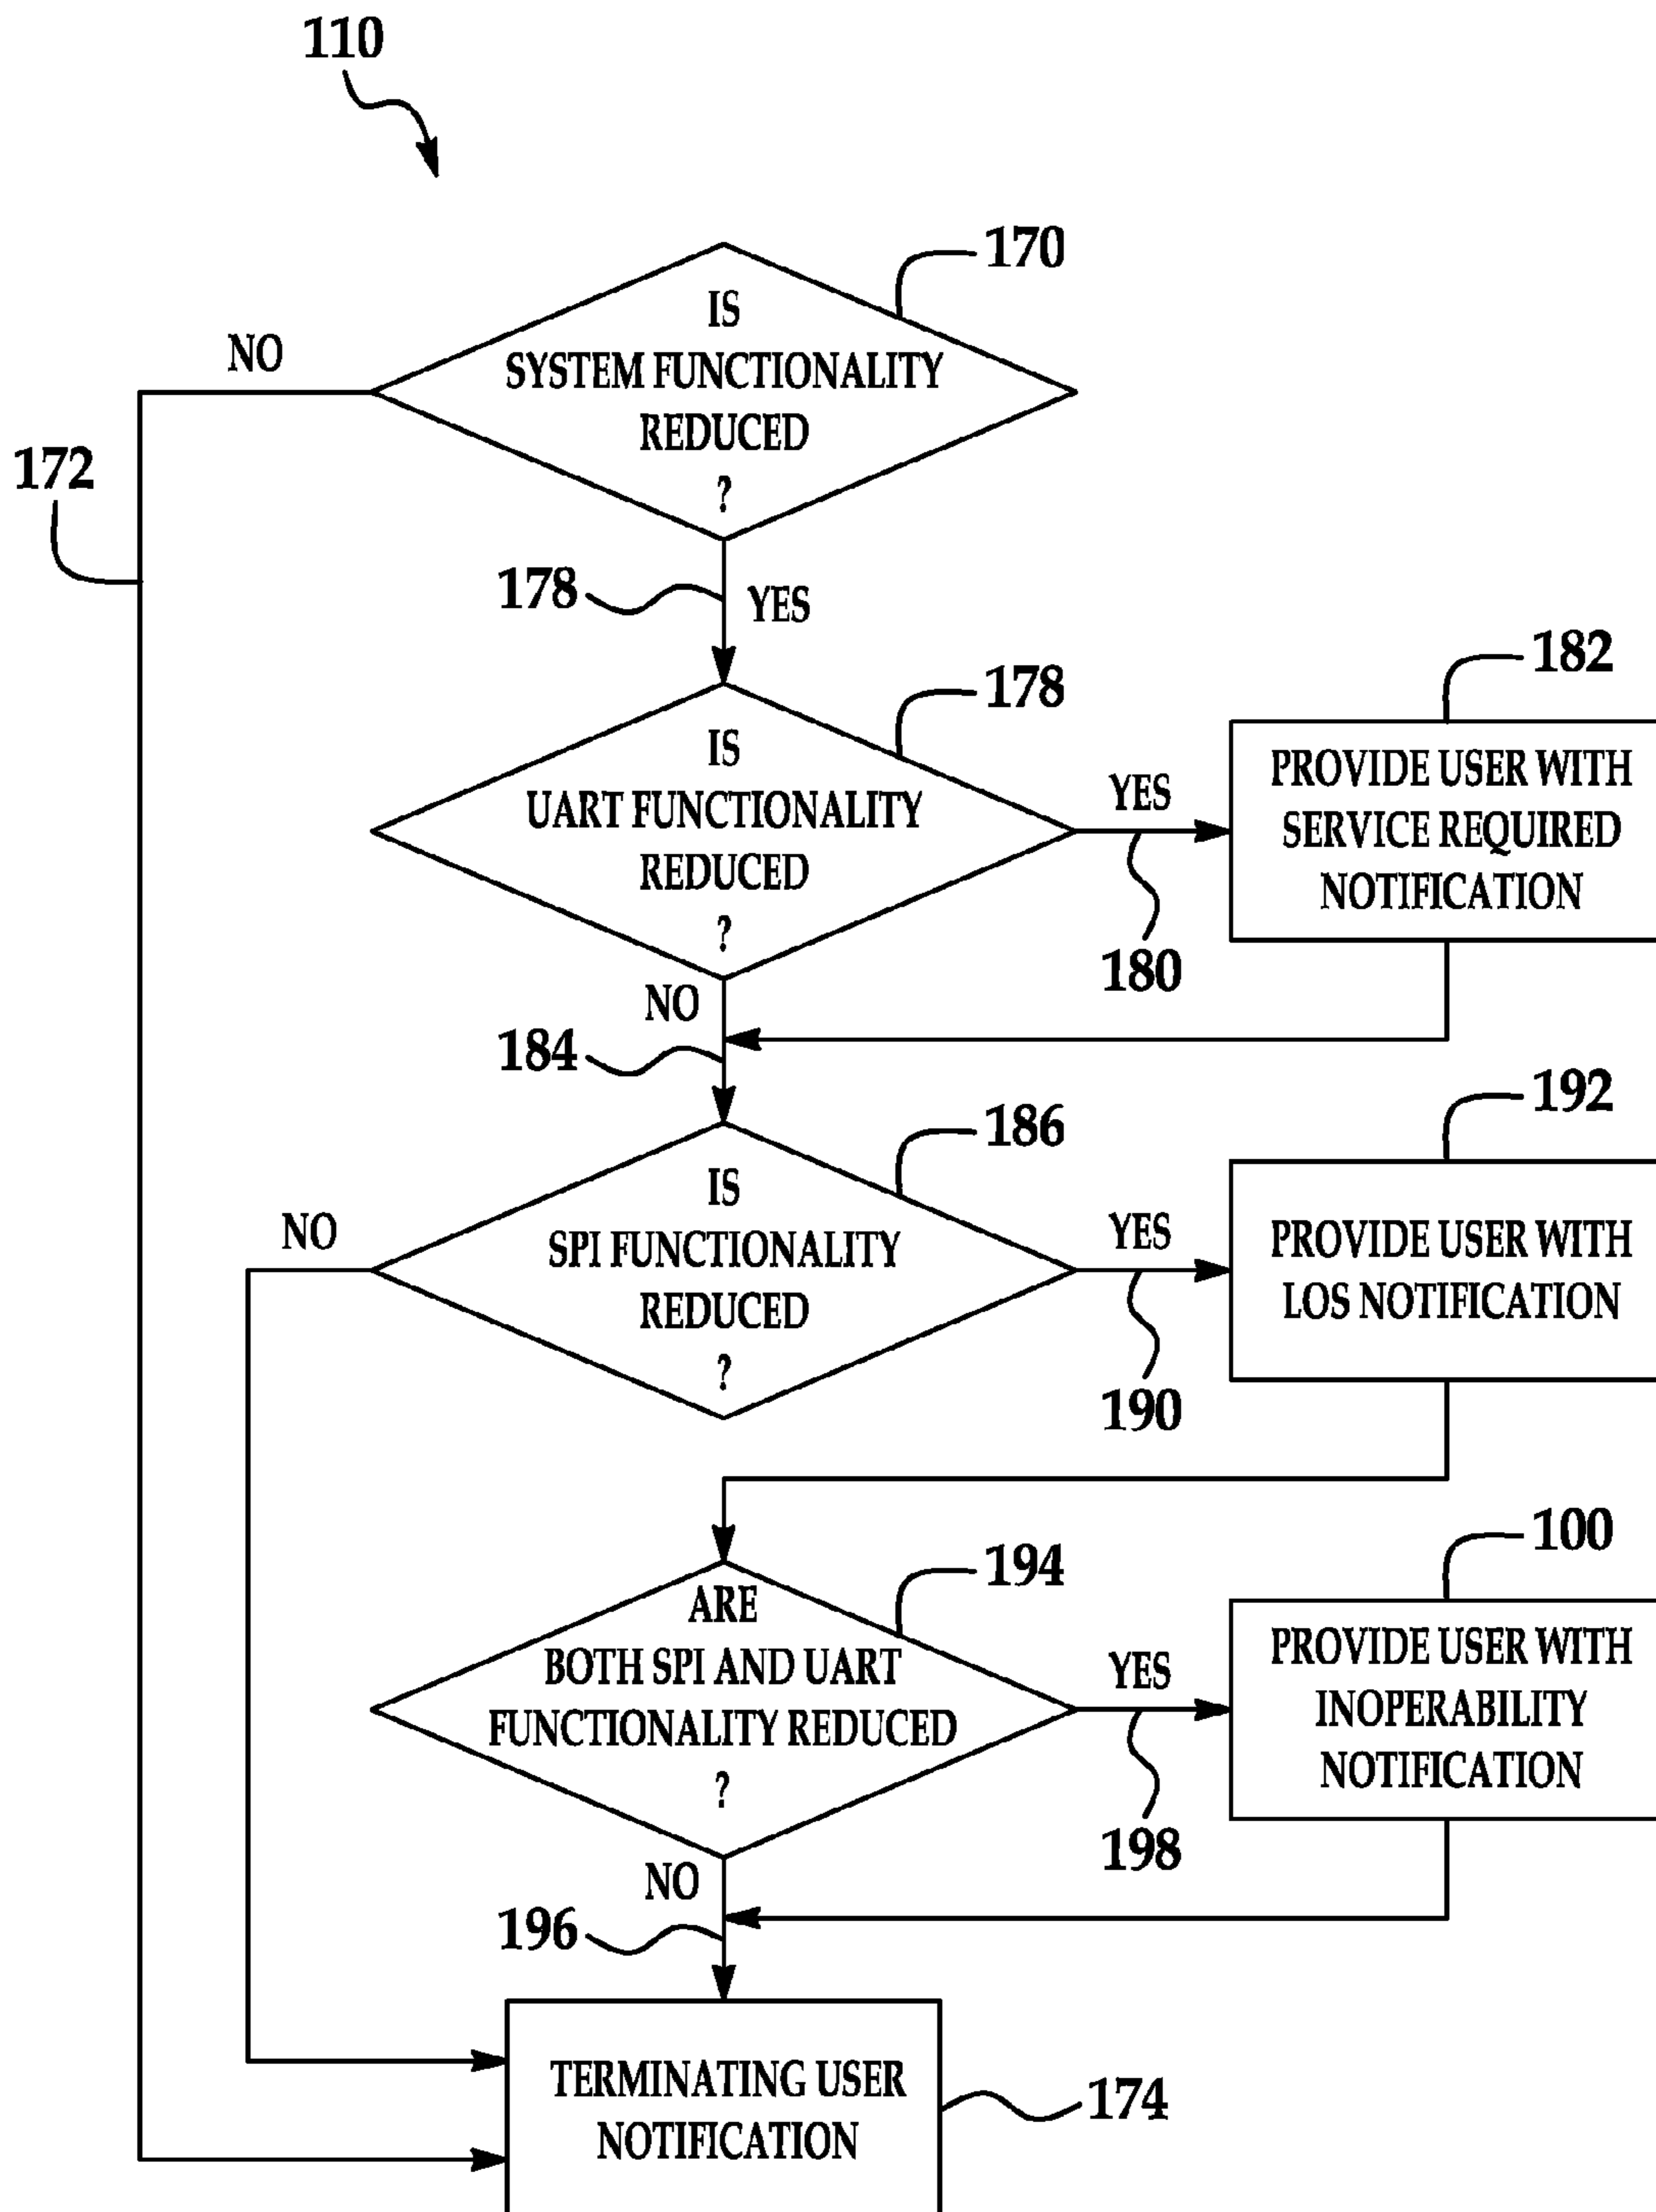 110
170
IS
SYSTEM FUNCTIONALITY
REDUCED
?
NO
172
178
YES
178
IS
UART FUNCTIONALITY
REDUCED
?
YES
180
182
PROVIDE USER WITH
SERVICE REQUIRED
NOTIFICATION
NO
184
186
IS
SPI FUNCTIONALITY
REDUCED
?
NO
YES
190
192
PROVIDE USER WITH
LOS NOTIFICATION
194
ARE
BOTH SPI AND UART
FUNCTIONALITY REDUCED
?
YES
198
100
PROVIDE USER WITH
INOPERABILITY
NOTIFICATION
NO
196
TERMINATING USER
NOTIFICATION
174